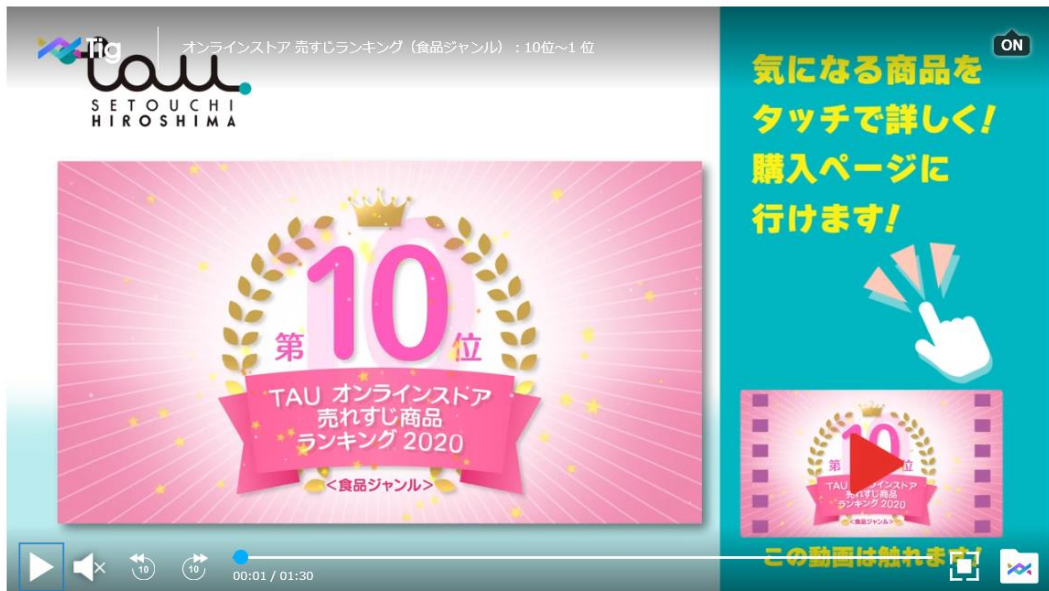 Tig
オンラインストア 売すじランキング（食品ジャンル）：10位～1 位
ON
tau
SETOUCHI
HIROSHIMA
第10位
TAU オンラインストア
売れすじ商品
ランキング 2020
<食品ジャンル>
気になる商品を
タッチで詳しく!
購入ページに
行けます!
第10位
TAU オンラインストア
売れすじ商品
ランキング 2020
<食品ジャンル>
この動画は触れます!
10
10
00:01 / 01:30